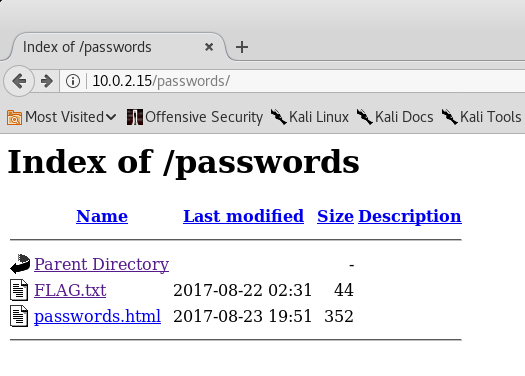 Index of /passwords
10.0.2.15/passwords/
Most Visited Offensive Security Kali Linux Kali Docs Kali Tools
Index of /passwords
Name Last modified Size Description
Parent Directory -
FLAG.txt 2017-08-22 02:31 44
passwords.html 2017-08-23 19:51 352